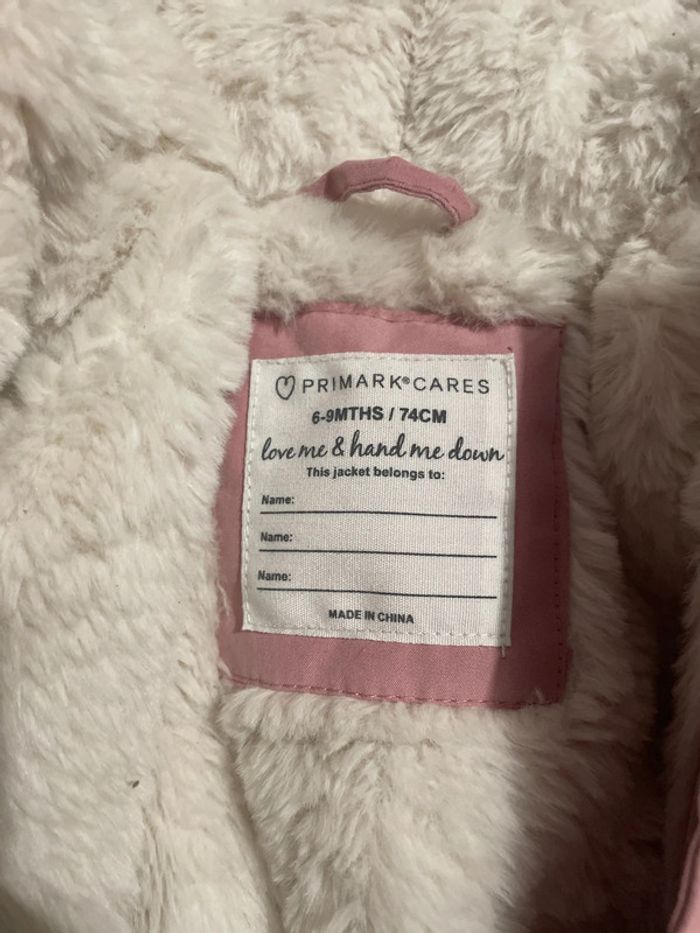 PRIMARK® CARES
6-9MTHS / 74CM
love me & hand me down
This jacket belongs to:
Name:
Name:
Name:
MADE IN CHINA